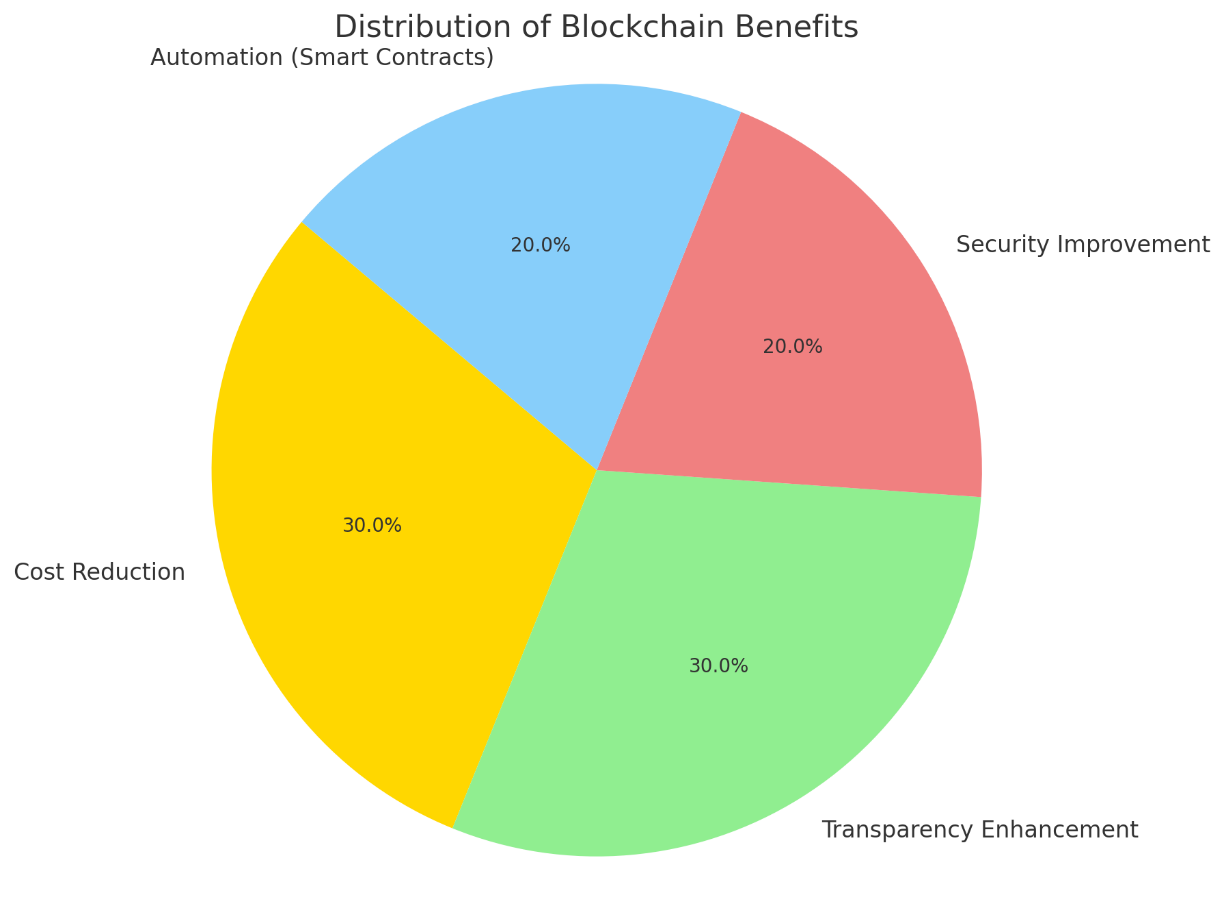 Distribution of Blockchain Benefits
Automation (Smart Contracts)
20.0%
Security Improvement
20.0%
30.0%
Cost Reduction
30.0%
Transparency Enhancement